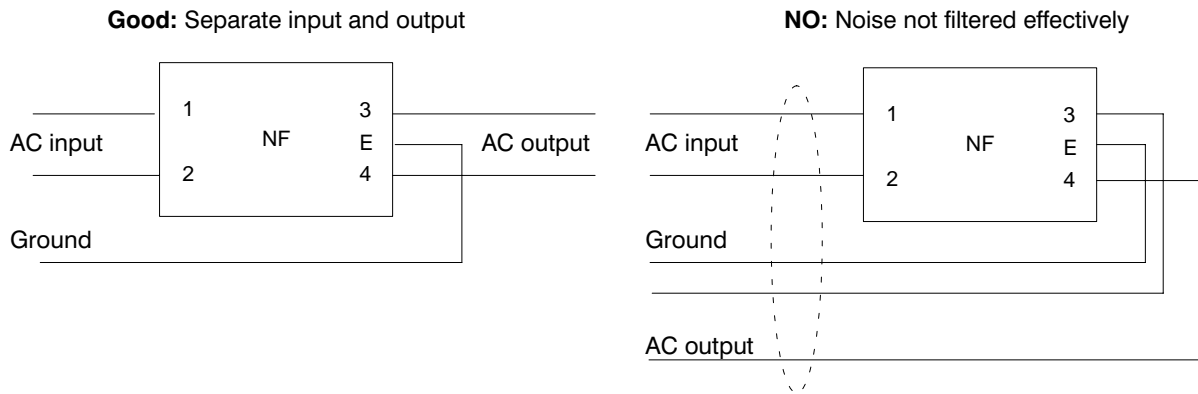 Good: Separate input and output
1
3
AC input
NF
E
AC output
2
4
Ground
NO: Noise not filtered effectively
1
3
AC input
NF
E
2
4
Ground
AC output